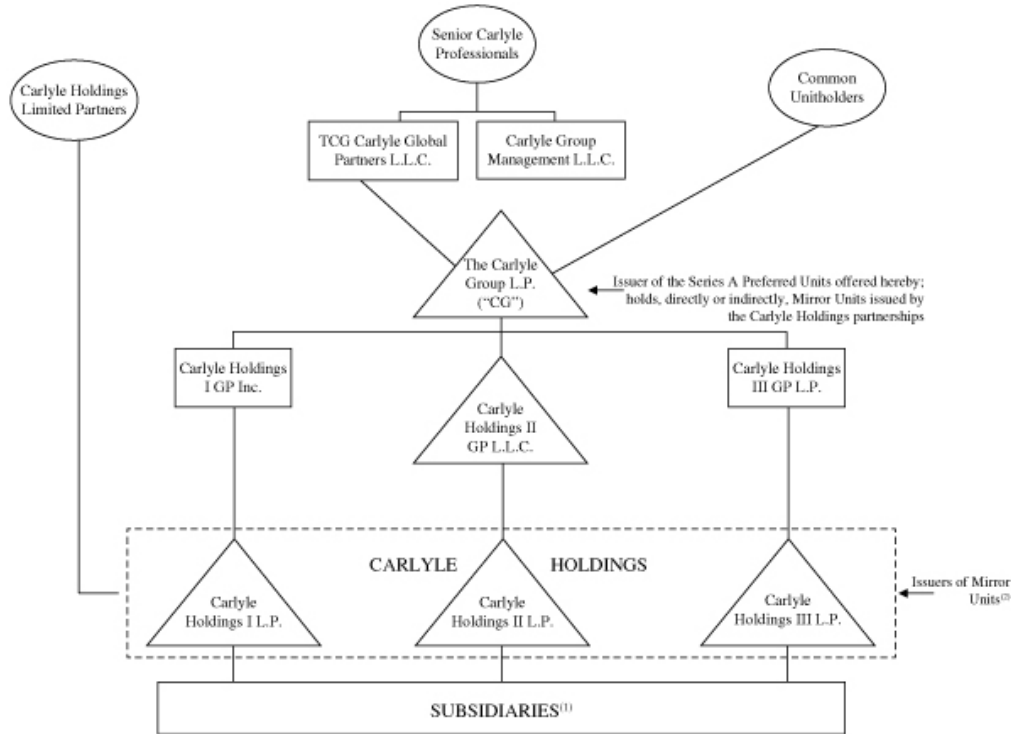 Senior Carlyle
Professionals
Carlyle Holdings
Limited Partners
Common
Unitholders
TCG Carlyle Global
Partners L.L.C.
Carlyle Group
Management L.L.C.
The Carlyle
Group L.P.
(“CG”)
Issuer of the Series A Preferred Units offered hereby;
holds, directly or indirectly, Mirror Units issued by
the Carlyle Holdings partnerships
Carlyle Holdings
I GP Inc.
Carlyle
Holdings II
GP L.L.C.
Carlyle Holdings
III GP L.P.
CARLYLE HOLDINGS
Carlyle
Holdings I L.P.
Carlyle
Holdings II L.P.
Carlyle
Holdings III L.P.
Issuers of Mirror
Units(2)
SUBSIDIARIES(1)